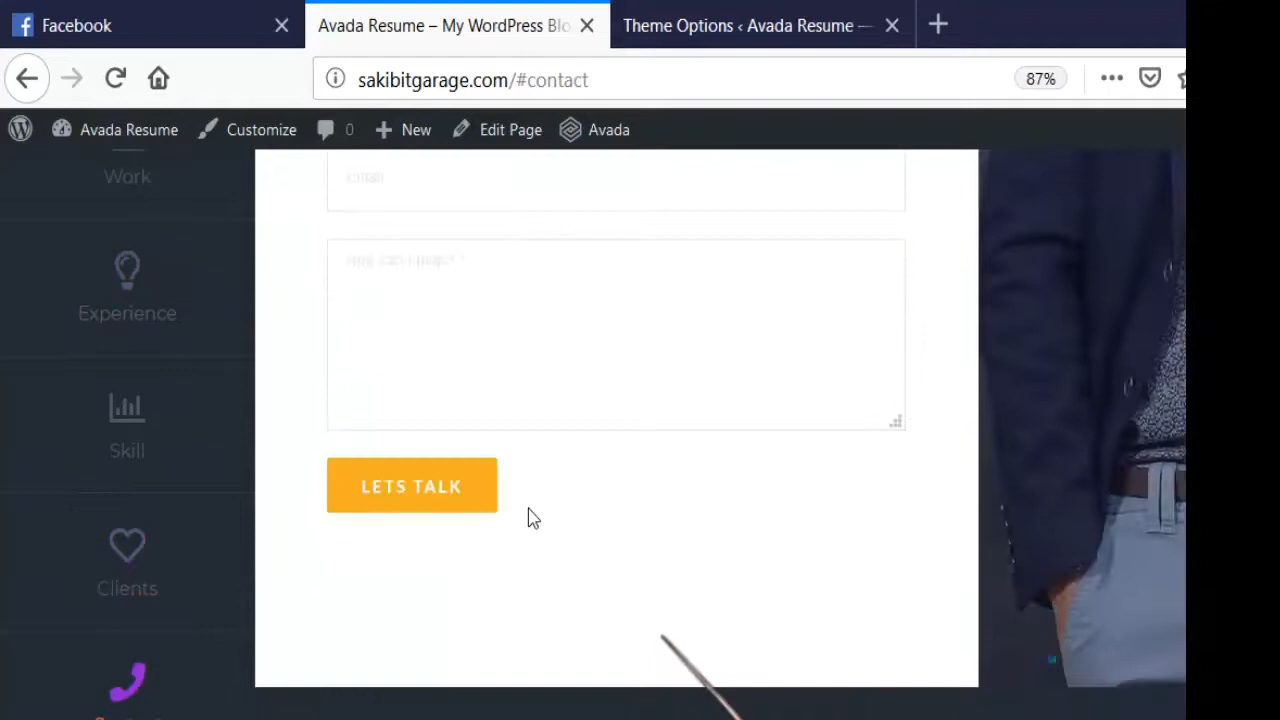 Facebook
Avada Resume – My WordPress Blo
Theme Options ‹ Avada Resume —
sakibitgarage.com/#contact
87%
Avada Resume
Customize
0
New
Edit Page
Avada
Work
Email
Experience
Skill
LETS TALK
Clients